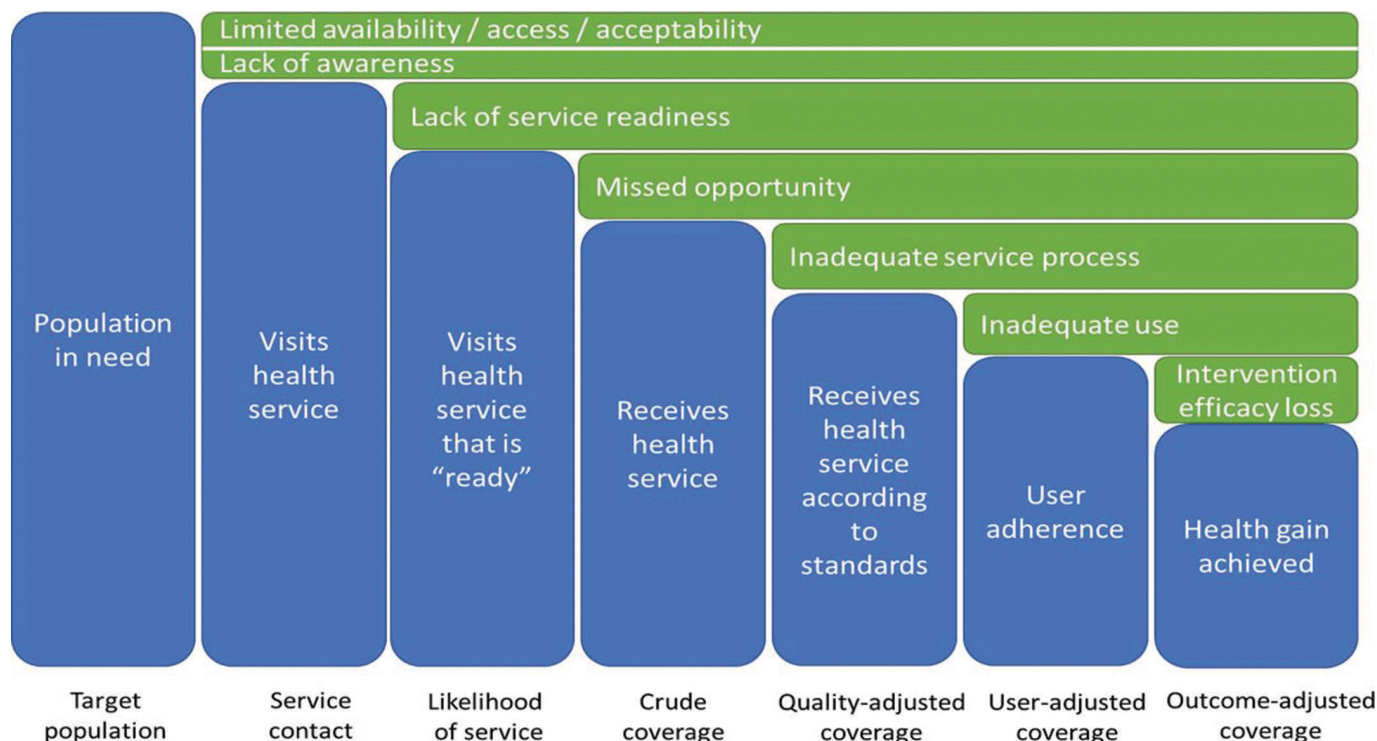 Limited availability / access / acceptability
Lack of awareness
Lack of service readiness
Missed opportunity
Inadequate service process
Inadequate use
Intervention
efficacy loss
Population
in need
Visits
health
service
Visits
health
service
that is
“ready”
Receives
health
service
Receives
health
service
according
to
standards
User
adherence
Health gain
achieved
Target
population
Service
contact
Likelihood
of service
Crude
coverage
Quality-adjusted
coverage
User-adjusted
coverage
Outcome-adjusted
coverage